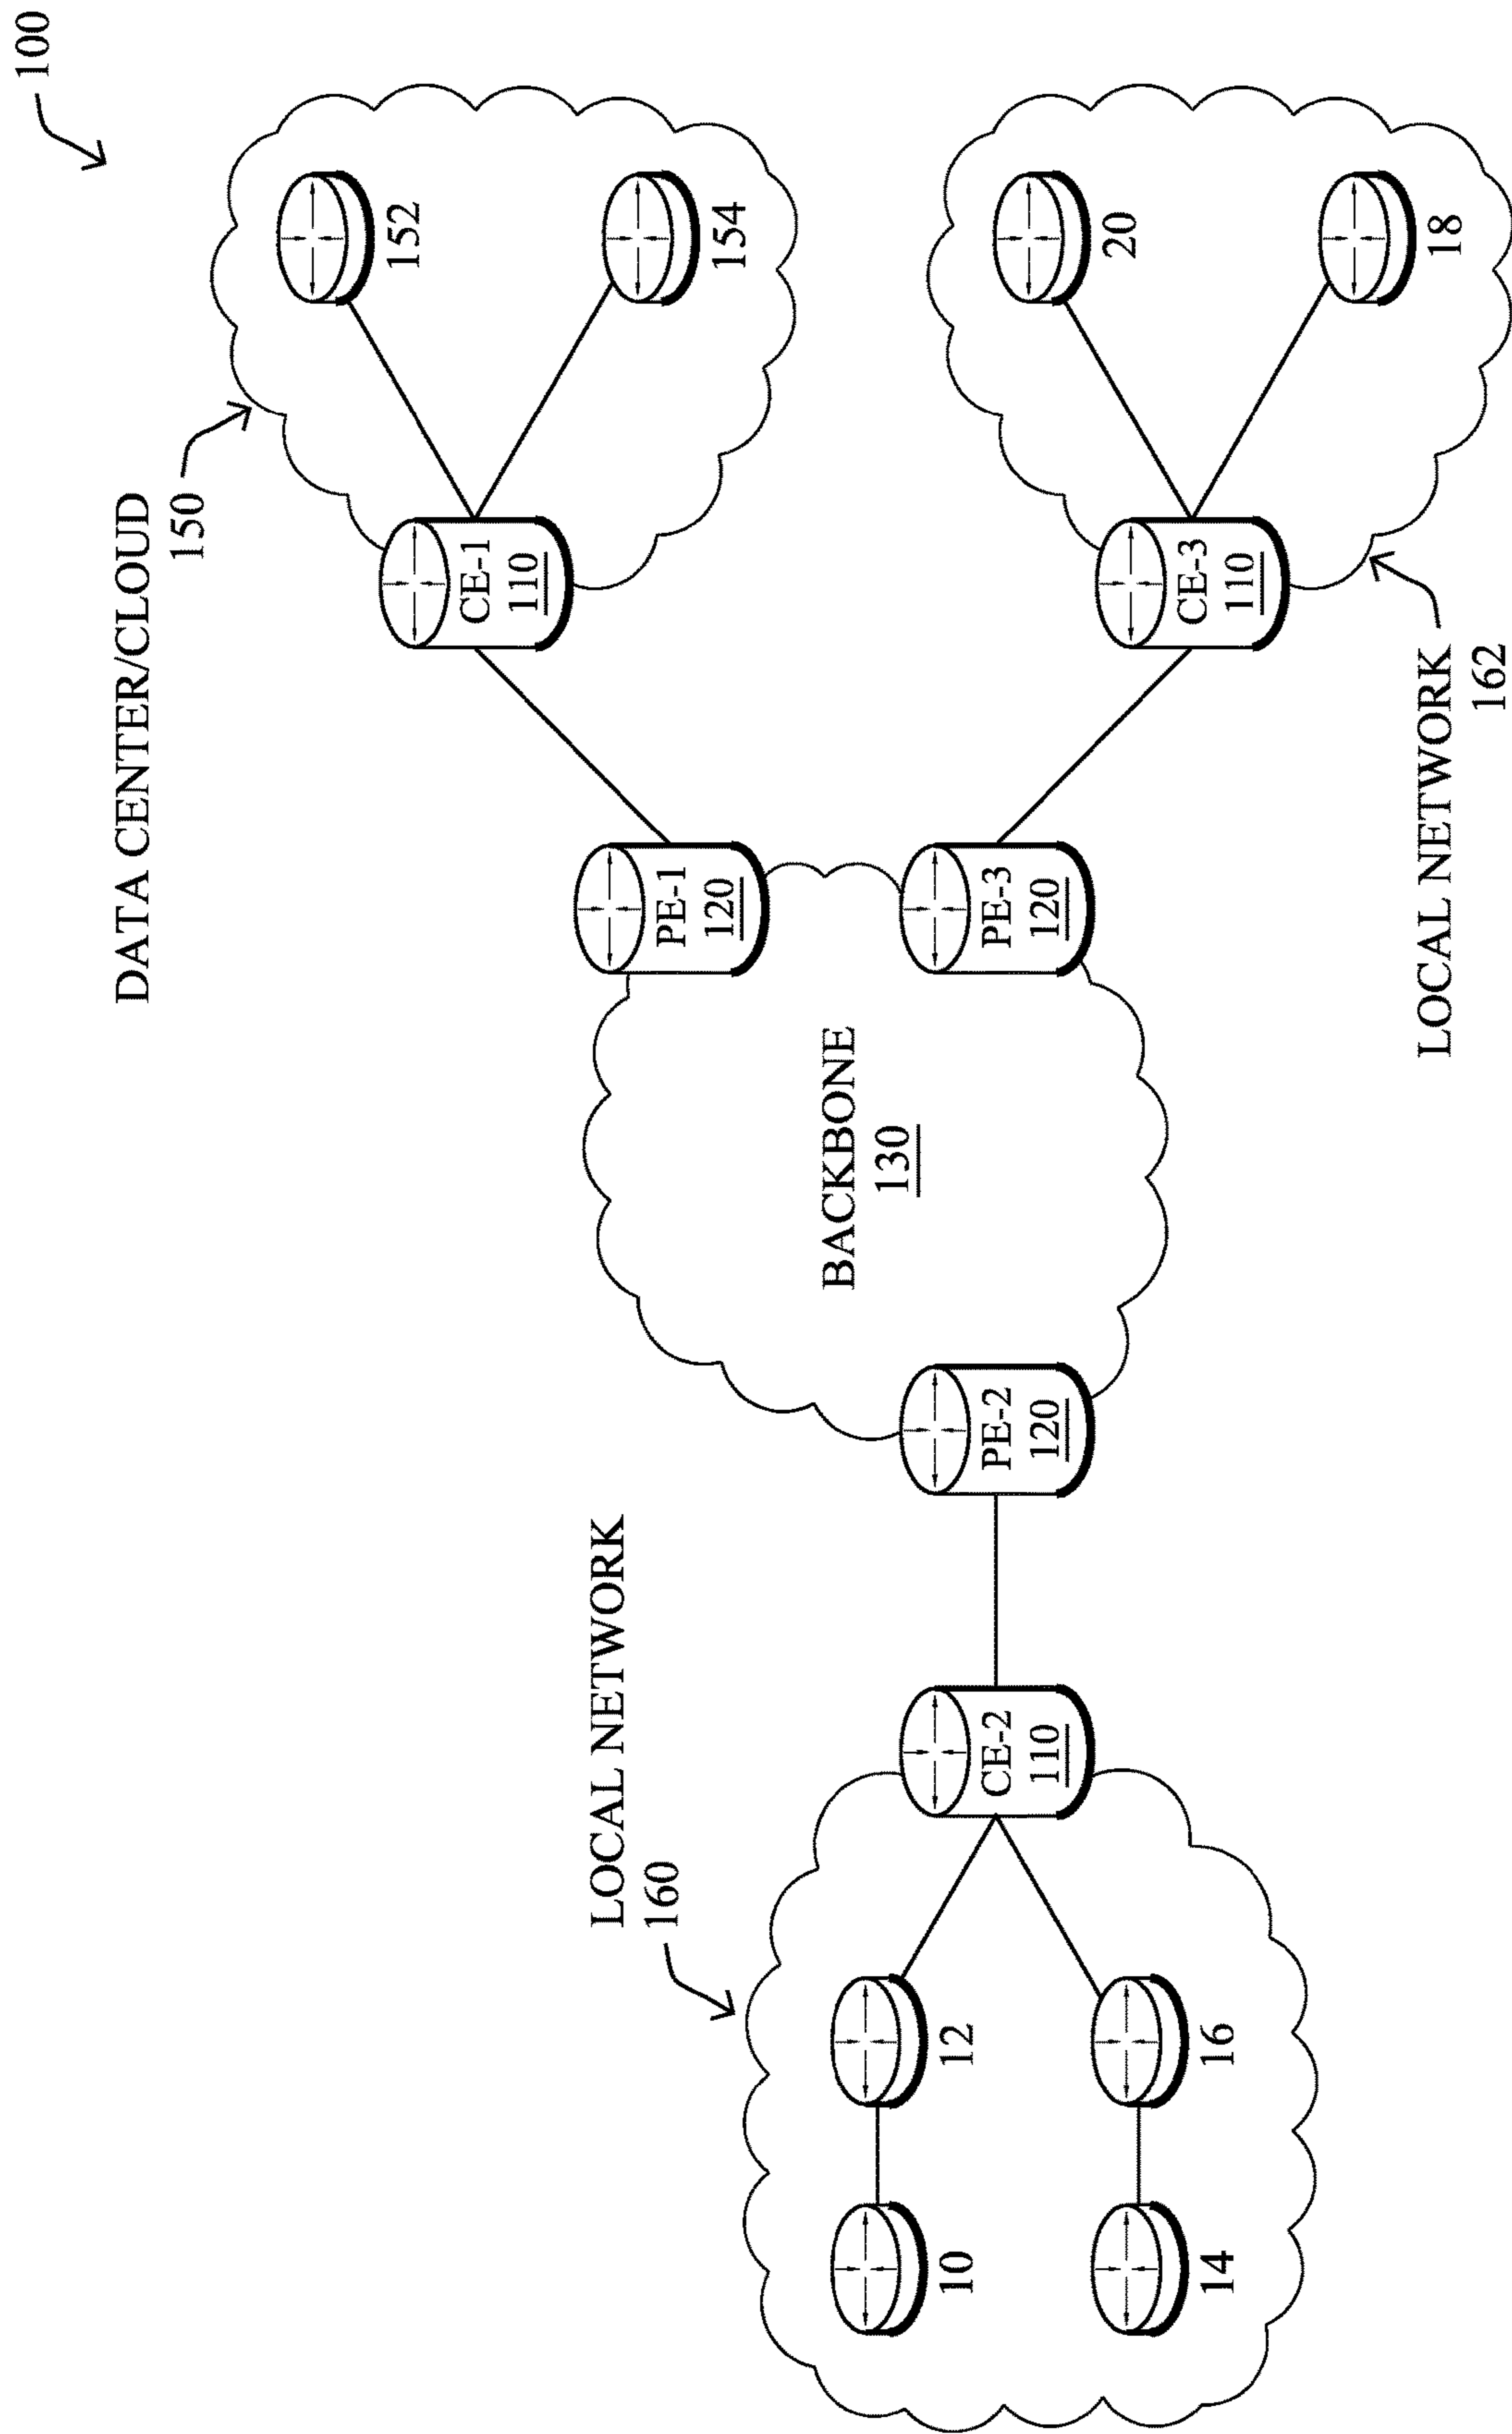 100
DATA CENTER/CLOUD
150
152
154
CE-1
110
PE-1
120
LOCAL NETWORK
160
BACKBONE
130
10
12
14
16
CE-2
110
PE-2
120
PE-3
120
CE-3
110
20
18
LOCAL NETWORK
162